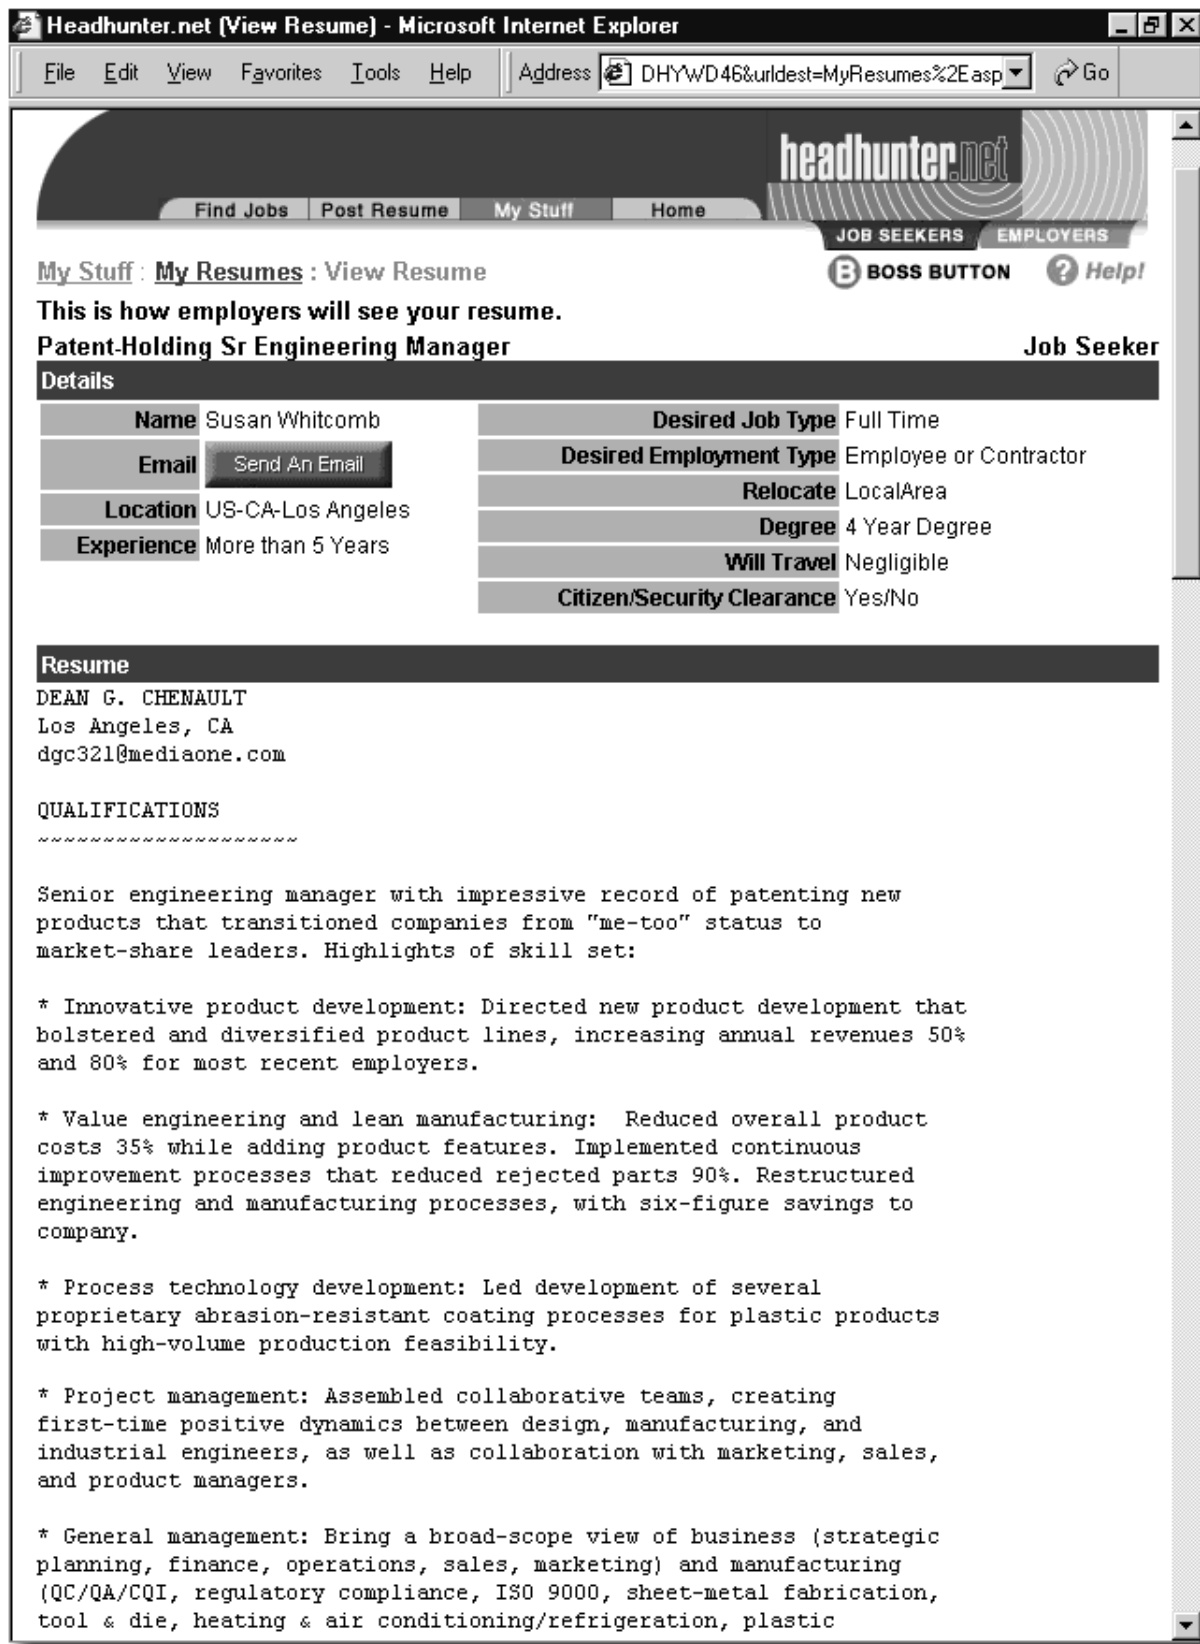 Headhunter.net (View Resume) - Microsoft Internet Explorer
File Edit View Favorites Tools Help Address DHYWD46&urldest=MyResumes%2Easp Go
headhunter.net
Find Jobs Post Resume My Stuff Home
JOB SEEKERS EMPLOYERS
My Stuff : My Resumes : View Resume B BOSS BUTTON ? Help!
This is how employers will see your resume.
Patent-Holding Sr Engineering Manager Job Seeker
Details
Name Susan Whitcomb Desired Job Type Full Time
Email Send An Email Desired Employment Type Employee or Contractor
Relocate LocalArea
Location US-CA-Los Angeles Degree 4 Year Degree
Experience More than 5 Years Will Travel Negligible
Citizen/Security Clearance Yes/No
Resume
DEAN G. CHENAULT
Los Angeles, CA
dgc321@mediaone.com
QUALIFICATIONS
~~~~~~~~~~~~~~~~~~~~
Senior engineering manager with impressive record of patenting new
products that transitioned companies from "me-too" status to
market-share leaders. Highlights of skill set:
* Innovative product development: Directed new product development that
bolstered and diversified product lines, increasing annual revenues 50%
and 80% for most recent employers.
* Value engineering and lean manufacturing:  Reduced overall product
costs 35% while adding product features. Implemented continuous
improvement processes that reduced rejected parts 90%. Restructured
engineering and manufacturing processes, with six-figure savings to
company.
* Process technology development: Led development of several
proprietary abrasion-resistant coating processes for plastic products
with high-volume production feasibility.
* Project management: Assembled collaborative teams, creating
first-time positive dynamics between design, manufacturing, and
industrial engineers, as well as collaboration with marketing, sales,
and product managers.
* General management: Bring a broad-scope view of business (strategic
planning, finance, operations, sales, marketing) and manufacturing
(QC/QA/CQI, regulatory compliance, ISO 9000, sheet-metal fabrication,
tool & die, heating & air conditioning/refrigeration, plastic